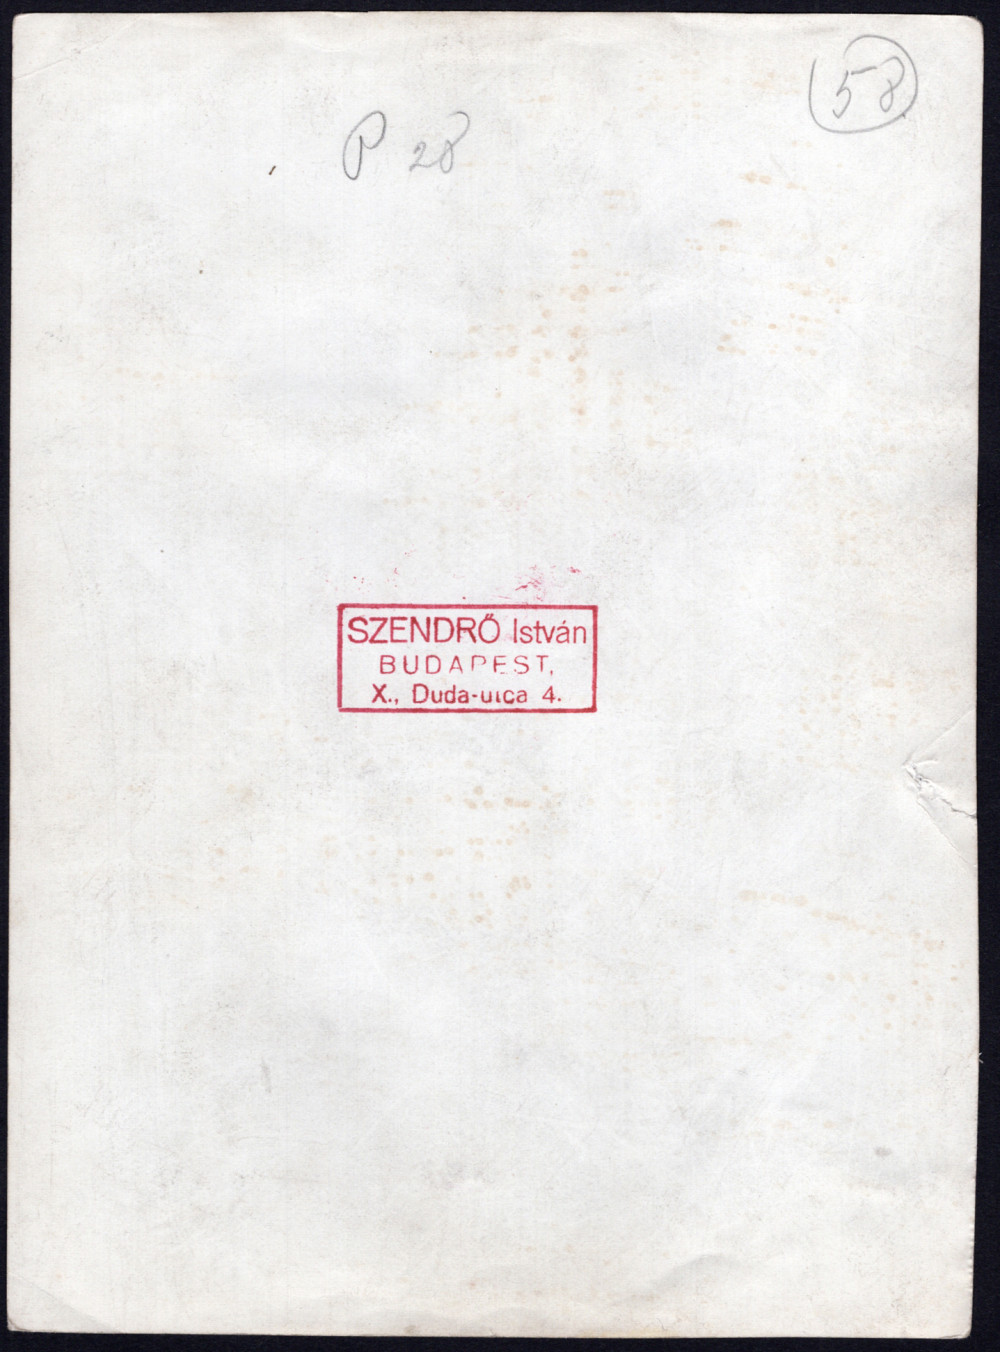 58
P 28
SZENDRŐ István
BUDAPEST,
X., Duda-utca 4.